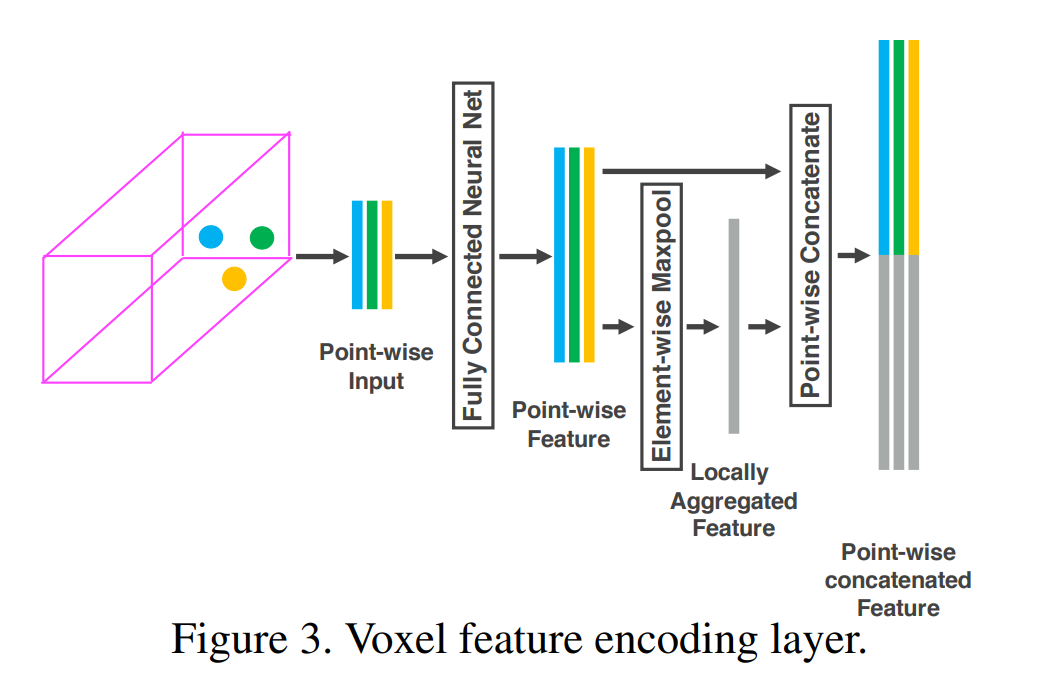 Point-wise
Input
Fully Connected Neural Net
Point-wise
Feature
Element-wise Maxpool
Locally
Aggregated
Feature
Point-wise Concatenate
Point-wise
concatenated
Feature
Figure 3. Voxel feature encoding layer.